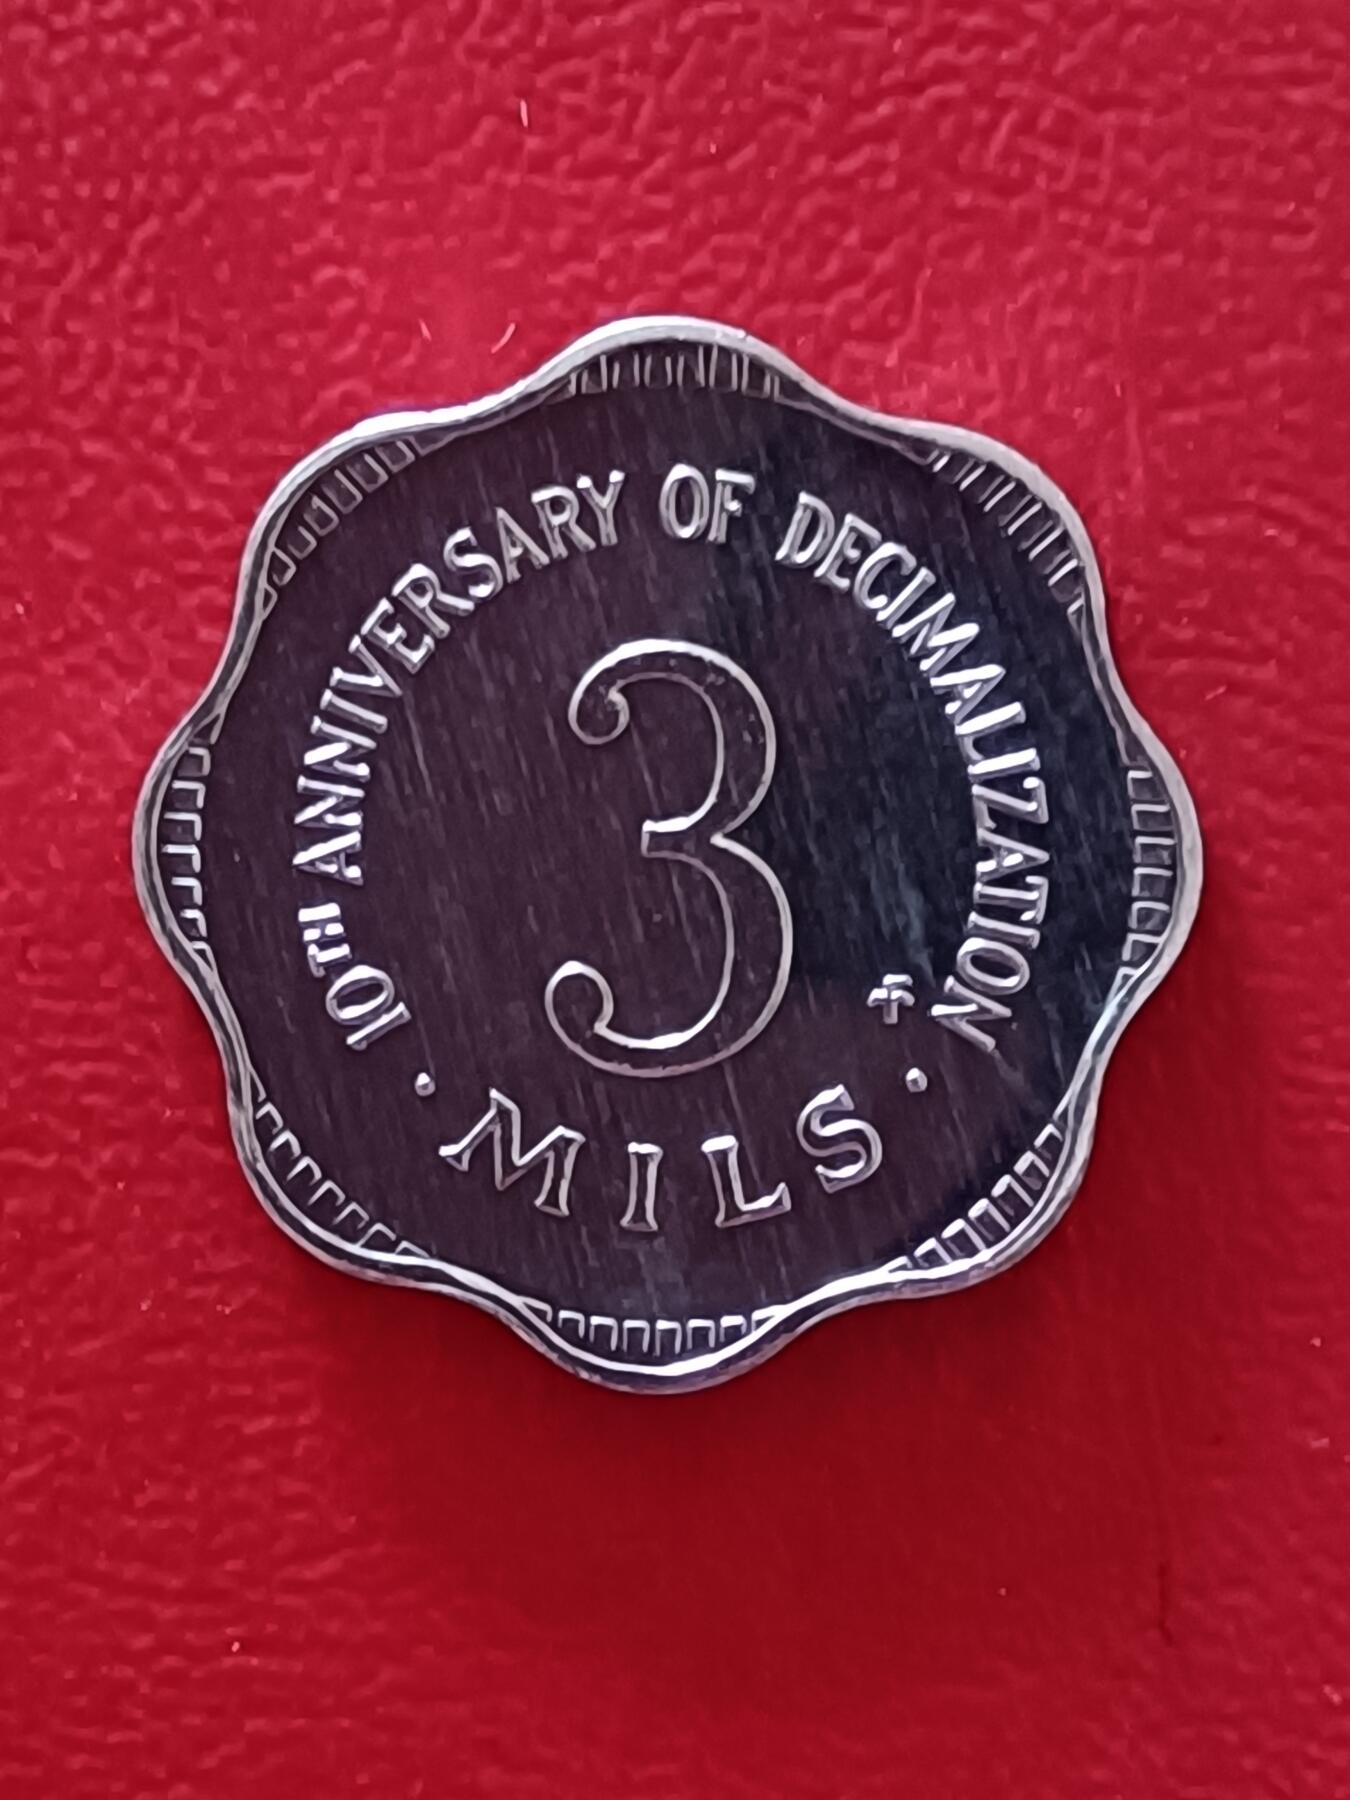 10TH ANNIVERSARY OF DECIMALIZATION
3
· MILS ·